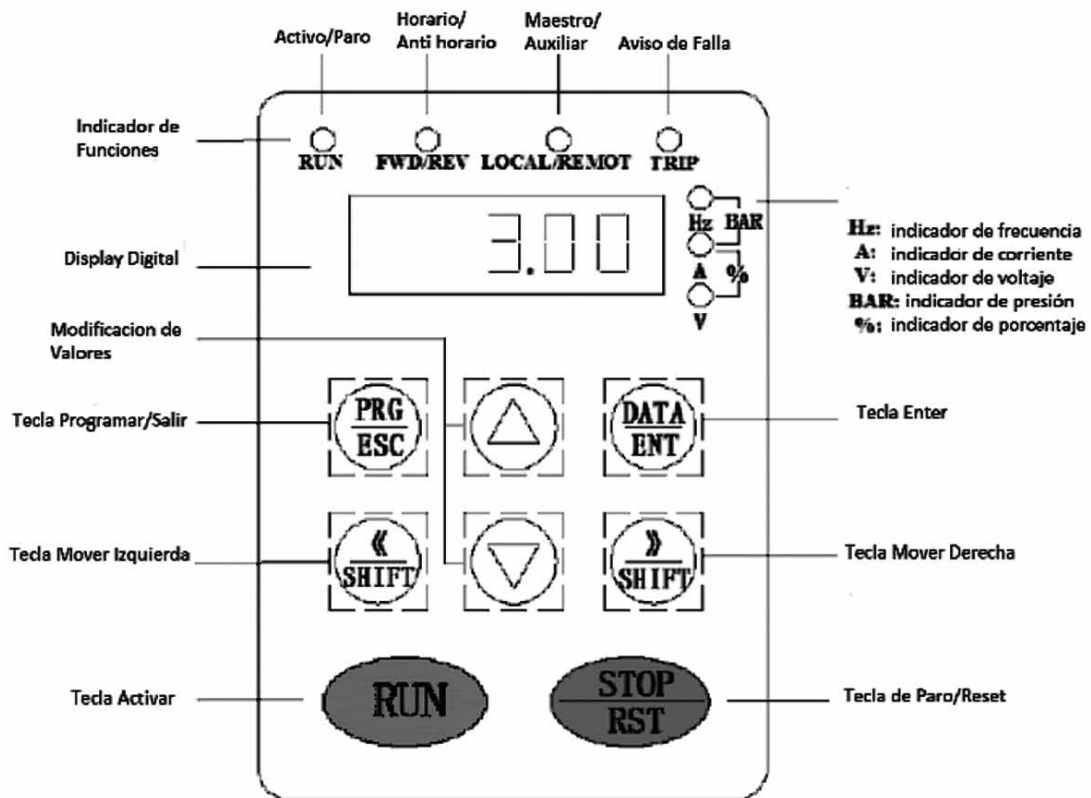 Activo/Paro
Horario/
Anti horario
Maestro/
Auxiliar
Aviso de Falla
Indicador de
Funciones
RUN
FWD/REV
LOCAL/REMOT
TRIP
Display Digital
3.00
Hz
BAR
A
%
V
Hz: indicador de frecuencia
A: indicador de corriente
V: indicador de voltaje
BAR: indicador de presión
%: indicador de porcentaje
Modificacion de
Valores
Tecla Programar/Salir
PRG
ESC
DATA
ENT
Tecla Enter
Tecla Mover Izquierda
«
SHIFT
»
SHIFT
Tecla Mover Derecha
Tecla Activar
RUN
STOP
RST
Tecla de Paro/Reset